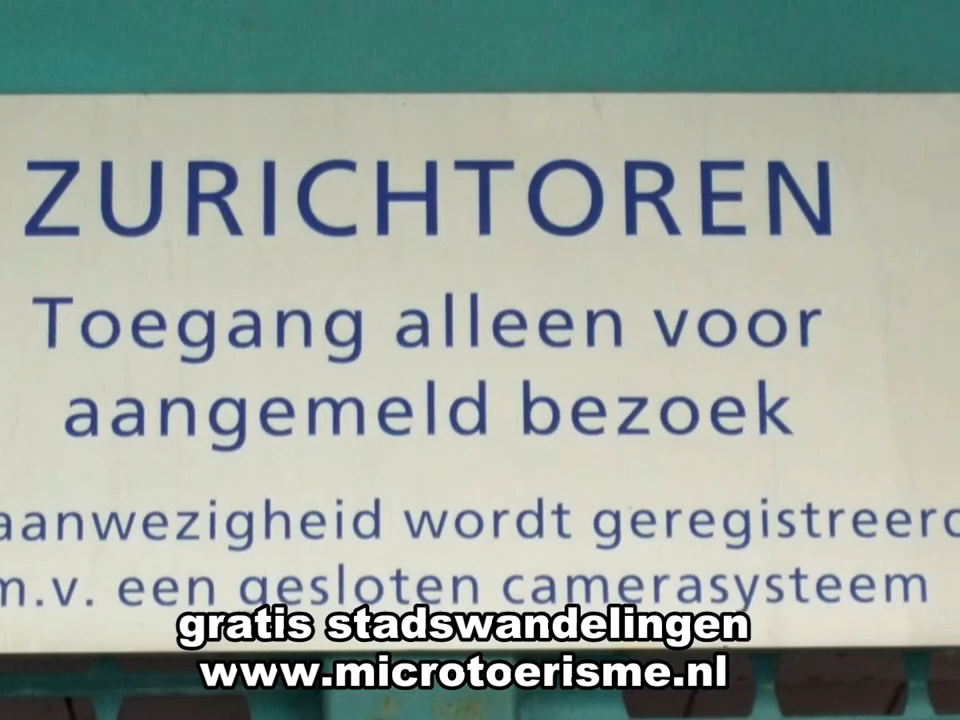 ZURICHTOREN
Toegang alleen voor
aangemeld bezoek
aanwezigheid wordt geregistreerd
m.v. een gesloten camerasysteem
gratis stadswandelingen
www.microtoerisme.nl